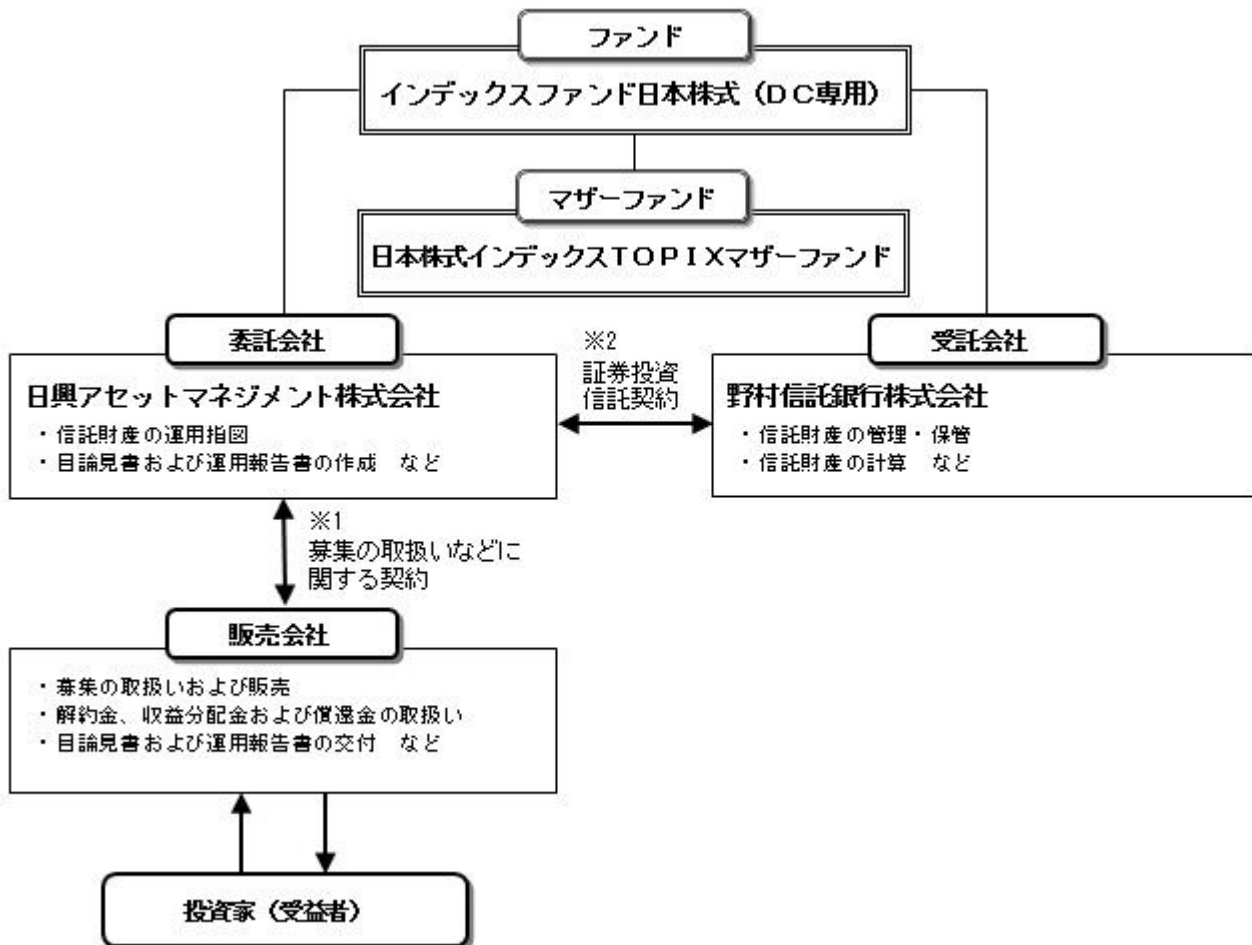 ファンド
インデックスファンド日本株式（ＤＣ専用）
マザーファンド
日本株式インデックスＴＯＰＩＸマザーファンド
委託会社
日興アセットマネジメント株式会社
・信託財産の運用指図
・目論見書および運用報告書の作成　など
※2
証券投資
信託契約
受託会社
野村信託銀行株式会社
・信託財産の管理・保管
・信託財産の計算　など
※1
募集の取扱いなどに
関する契約
販売会社
・募集の取扱いおよび販売
・解約金、収益分配金および償還金の取扱い
・目論見書および運用報告書の交付　など
投資家（受益者）